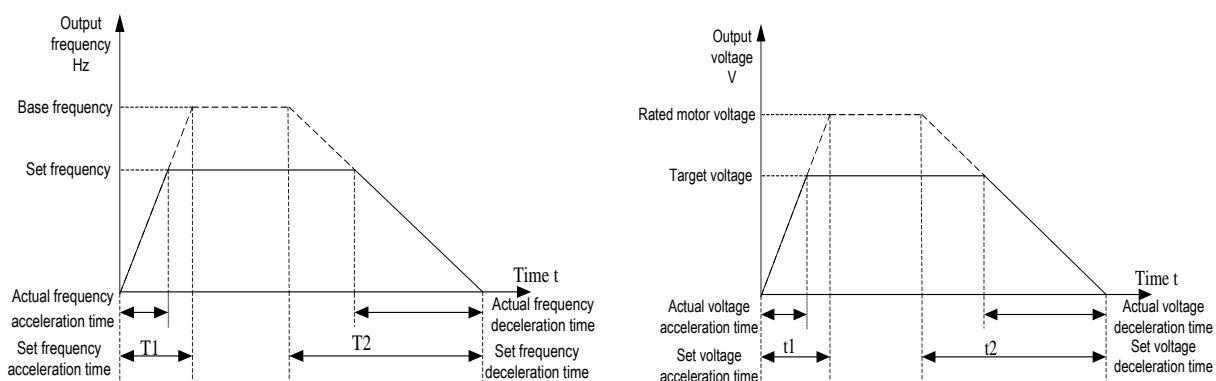 Output
frequency
Hz
Base frequency
Set frequency
Time t
Actual frequency
acceleration time
Actual frequency
deceleration time
Set frequency
acceleration time
T1
T2
Set frequency
deceleration time
Output
voltage
V
Rated motor voltage
Target voltage
Time t
Actual voltage
acceleration time
Actual voltage
deceleration time
Set voltage
acceleration time
t1
t2
Set voltage
deceleration time